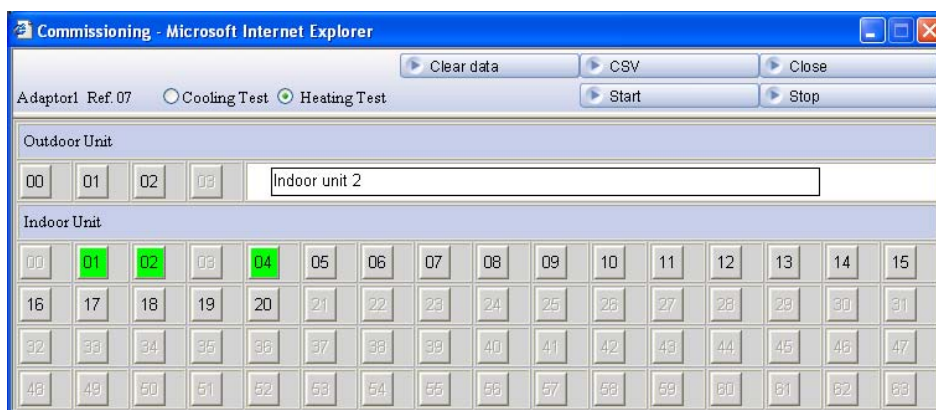 Commissioning - Microsoft Internet Explorer
Clear data CSV Close
Adaptor1 Ref. 07 Cooling Test Heating Test Start Stop
Outdoor Unit
00 01 02 03 Indoor unit 2
Indoor Unit
00 01 02 03 04 05 06 07 08 09 10 11 12 13 14 15
16 17 18 19 20 21 22 23 24 25 26 27 28 29 30 31
32 33 34 35 36 37 38 39 40 41 42 43 44 45 46 47
48 49 50 51 52 53 54 55 56 57 58 59 60 61 62 63